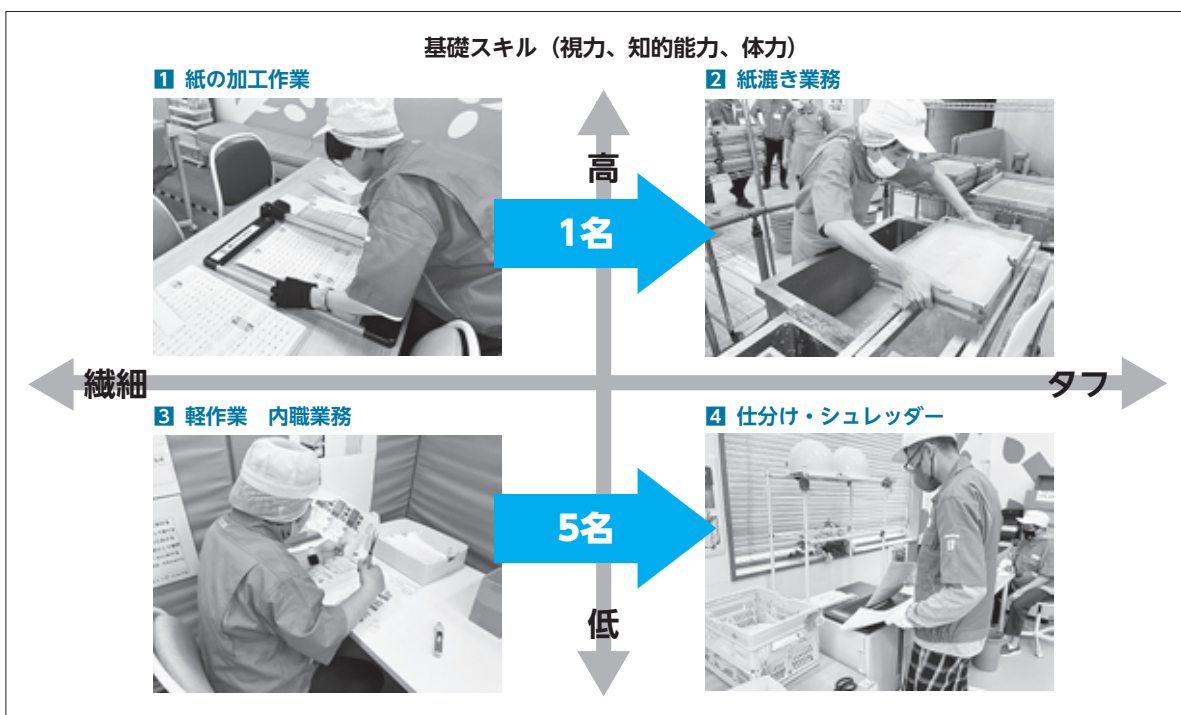 基礎スキル（視力、知的能力、体力）
1 紙の加工作業
2 紙漉き業務
高
1名
繊細
タフ
3 軽作業　内職業務
4 仕分け・シュレッダー
5名
低